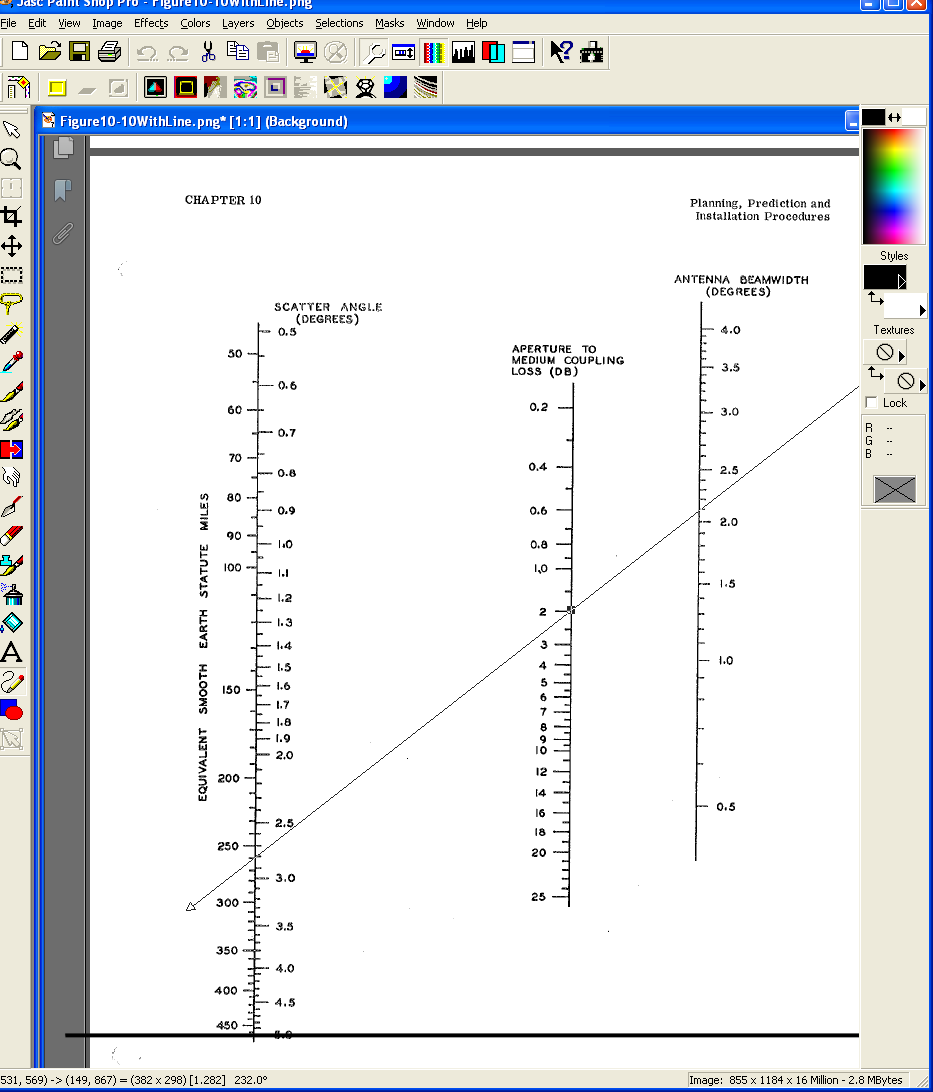 Jasc Paint Shop Pro - Figure10-10WithLine.png
File Edit View Image Effects Colors Layers Objects Selections Masks Window Help
Figure10-10WithLine.png* [1:1] (Background)
CHAPTER 10
Planning, Prediction and
Installation Procedures
SCATTER ANGLE
(DEGREES)
0.5
0.6
0.7
0.8
0.9
1.0
1.1
1.2
1.3
1.4
1.5
1.6
1.7
1.8
1.9
2.0
2.5
3.0
3.5
4.0
4.5
5.0
50
60
70
80
90
100
150
200
250
300
350
400
450
EQUIVALENT SMOOTH EARTH STATUTE MILES
APERTURE TO
MEDIUM COUPLING
LOSS (DB)
0.2
0.4
0.6
0.8
1.0
2
3
4
5
6
7
8
9
10
12
14
16
18
20
25
ANTENNA BEAMWIDTH
(DEGREES)
4.0
3.5
3.0
2.5
2.0
1.5
1.0
0.5
Styles
Textures
Lock
R --
G --
B --
531, 569) -> (149, 867) = (382 x 298) [1.282] 232.0°
Image: 855 x 1184 x 16 Million - 2.8 MBytes